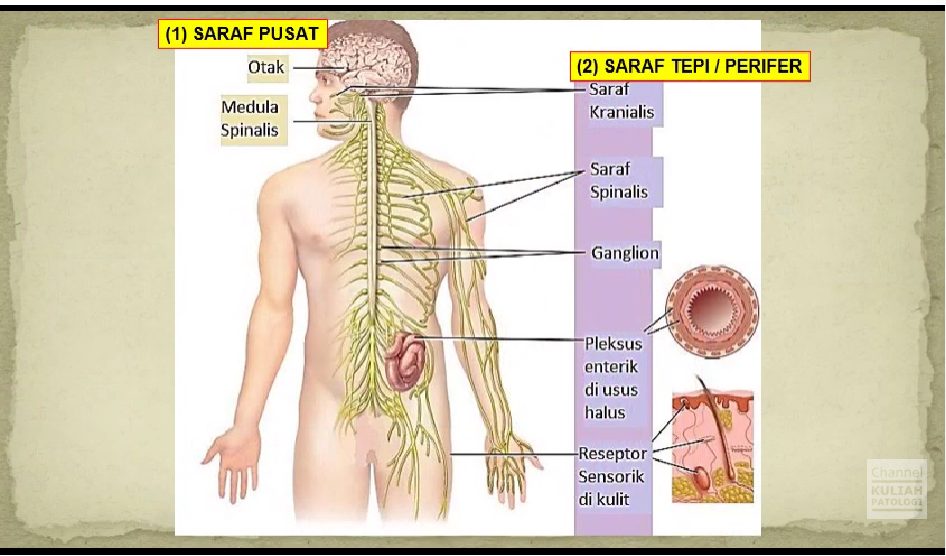 (1) SARAF PUSAT
Otak
Medula
Spinalis
(2) SARAF TEPI / PERIFER
Saraf
Kranialis
Saraf
Spinalis
Ganglion
Pleksus
enterik
di usus
halus
Reseptor
Sensorik
di kulit
Channel
KULIAH
PATOLOGI